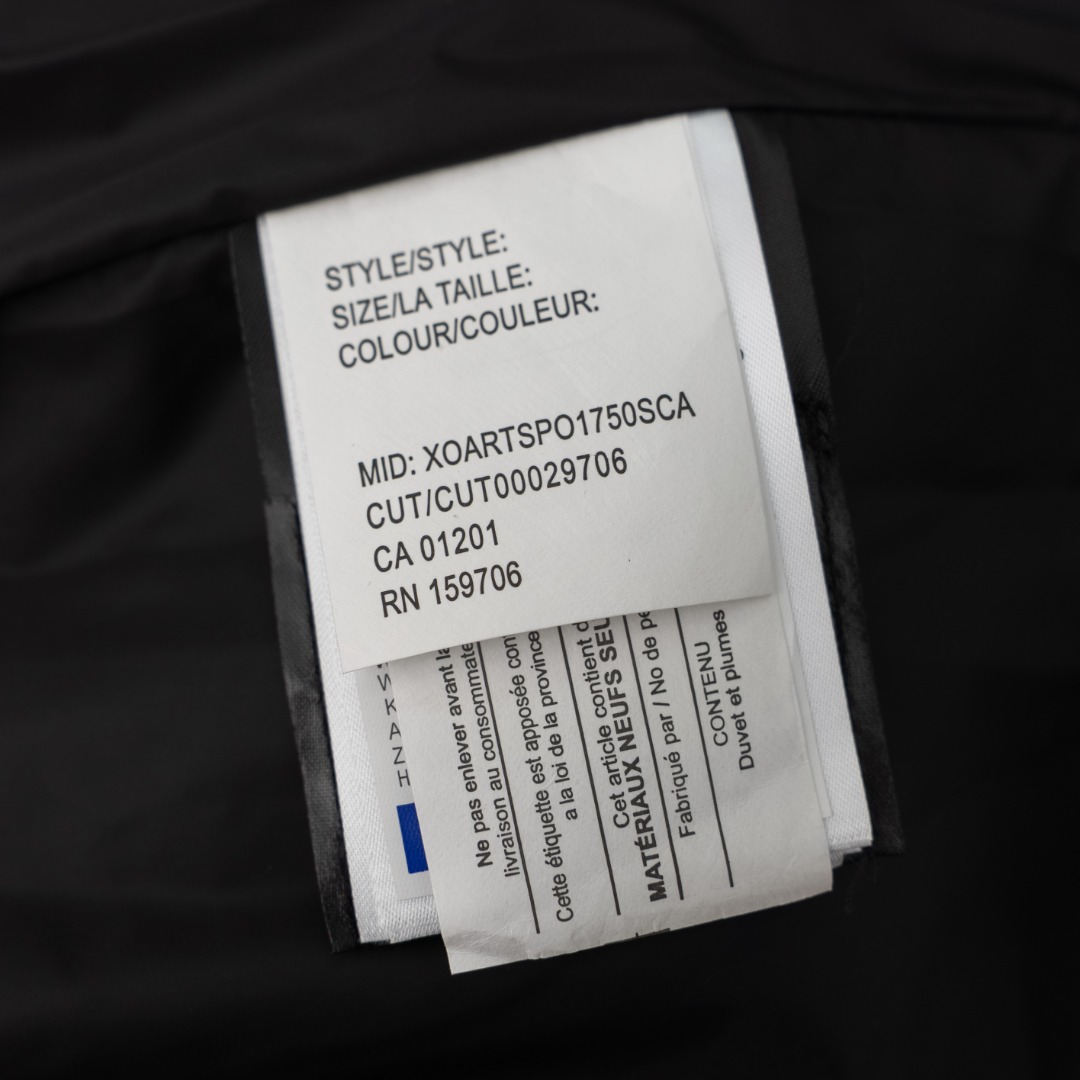 STYLE/STYLE:
SIZE/LA TAILLE:
COLOUR/COULEUR:
MID: XOARTSPO1750SCA
CUT/CUT00029706
CA 01201
RN 159706
Ne pas enlever avant
livraison au consommate
Cette étiquette est apposée con
a la loi de la province
Cet article contient
MATÉRIAUX NEUFS SEU
Fabriqué par / No de pe
CONTENU
Duvet et plumes